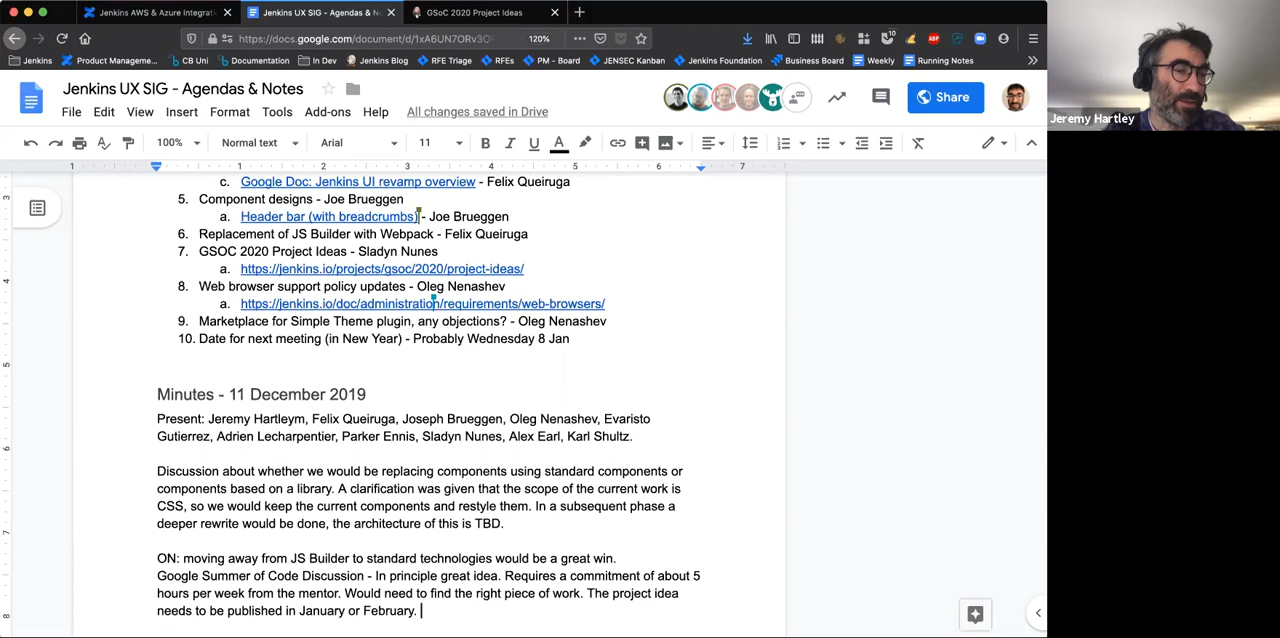 Jenkins AWS & Azure Integrat
Jenkins UX SIG - Agendas & N
GSoC 2020 Project Ideas
https://docs.google.com/document/d/1xA6UN7ORv3OF
120%
Jenkins
Product Manageme...
CB Uni
Documentation
In Dev
Jenkins Blog
RFE Triage
RFEs
PM - Board
JENSEC Kanban
Jenkins Foundation
Business Board
Weekly
Running Notes
Jenkins UX SIG - Agendas & Notes
File Edit View Insert Format Tools Add-ons Help All changes saved in Drive
Share
100% Normal text Arial 11
1 1 2 3 4 5 6 7
c. Google Doc: Jenkins UI revamp overview - Felix Queiruga
5. Component designs - Joe Brueggen
a. Header bar (with breadcrumbs) - Joe Brueggen
6. Replacement of JS Builder with Webpack - Felix Queiruga
7. GSOC 2020 Project Ideas - Sladyn Nunes
a. https://jenkins.io/projects/gsoc/2020/project-ideas/
8. Web browser support policy updates - Oleg Nenashev
a. https://jenkins.io/doc/administration/requirements/web-browsers/
9. Marketplace for Simple Theme plugin, any objections? - Oleg Nenashev
10. Date for next meeting (in New Year) - Probably Wednesday 8 Jan
Minutes - 11 December 2019
Present: Jeremy Hartleym, Felix Queiruga, Joseph Brueggen, Oleg Nenashev, Evaristo
Gutierrez, Adrien Lecharpentier, Parker Ennis, Sladyn Nunes, Alex Earl, Karl Shultz.
Discussion about whether we would be replacing components using standard components or
components based on a library. A clarification was given that the scope of the current work is
CSS, so we would keep the current components and restyle them. In a subsequent phase a
deeper rewrite would be done, the architecture of this is TBD.
ON: moving away from JS Builder to standard technologies would be a great win.
Google Summer of Code Discussion - In principle great idea. Requires a commitment of about 5
hours per week from the mentor. Would need to find the right piece of work. The project idea
needs to be published in January or February.
Jeremy Hartley